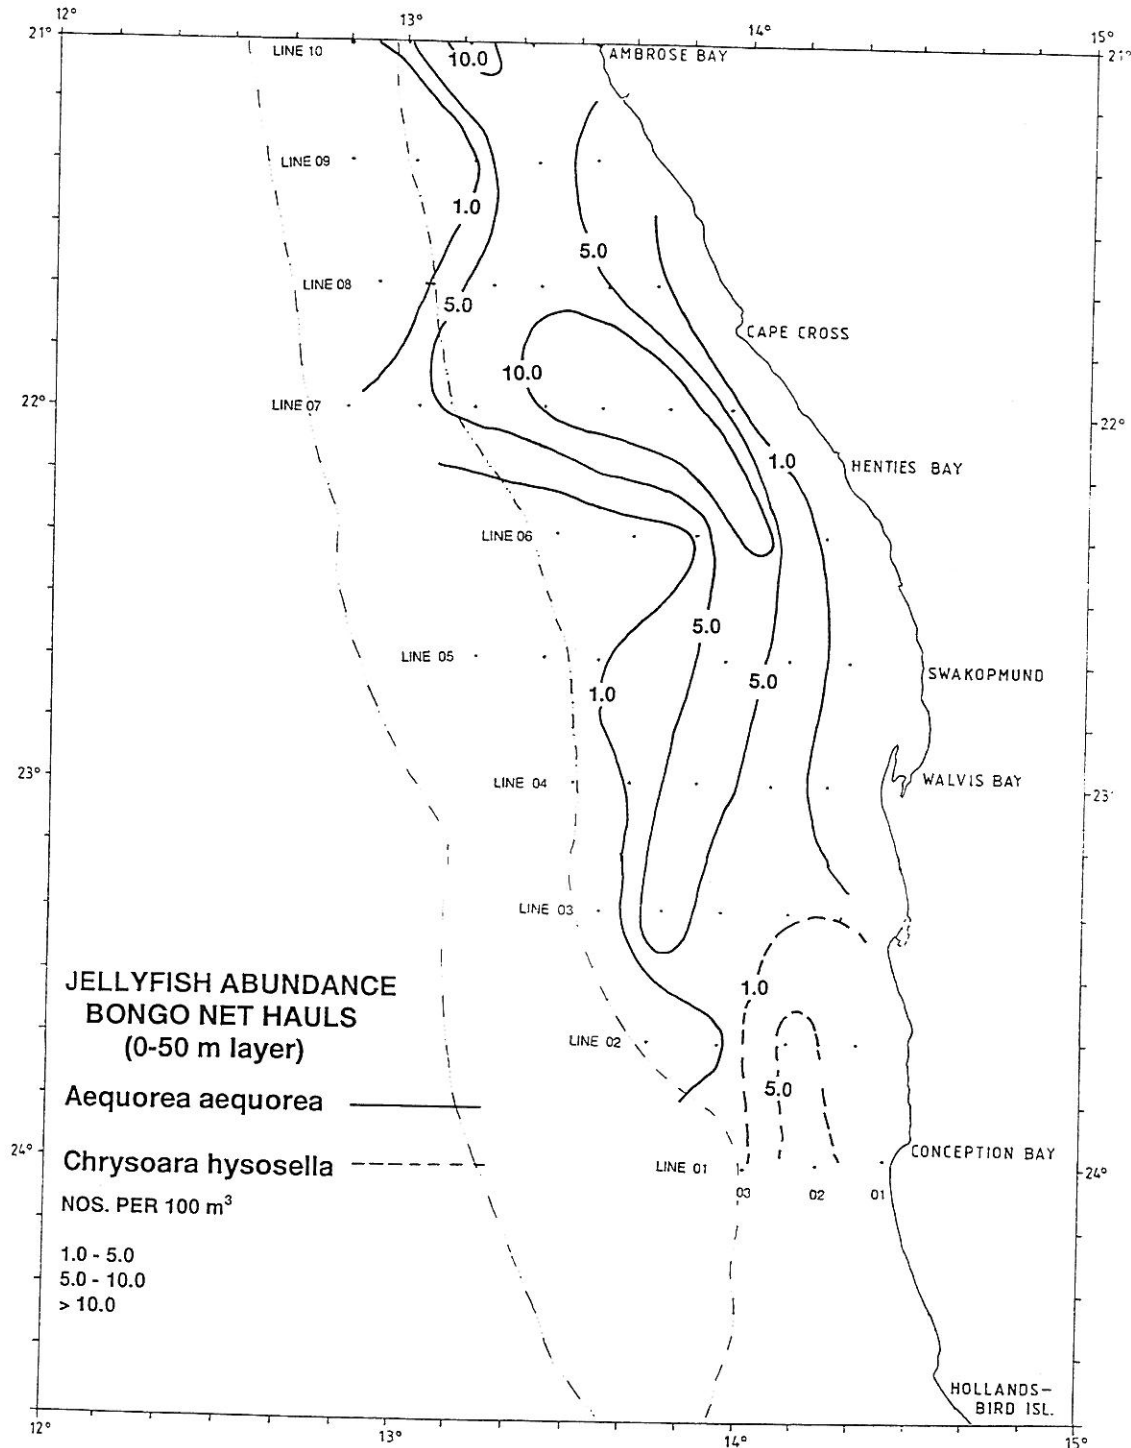 12°
13°
14°
15°
21°
21°
LINE 10
10.0
AMBROSE BAY
LINE 09
1.0
5.0
LINE 08
5.0
CAPE CROSS
10.0
22°
LINE 07
22°
1.0
HENTIES BAY
LINE 06
5.0
LINE 05
SWAKOPMUND
5.0
1.0
23°
LINE 04
WALVIS BAY
23'
LINE 03
JELLYFISH ABUNDANCE
BONGO NET HAULS
(0-50 m layer)
1.0
LINE 02
5.0
Aequorea aequorea
24°
Chrysoara hysosella
LINE 01
CONCEPTION BAY
24°
03
02
01
NOS. PER 100 m³
1.0 - 5.0
5.0 - 10.0
> 10.0
HOLLANDS-
BIRD ISL.
12°
13°
14°
15°